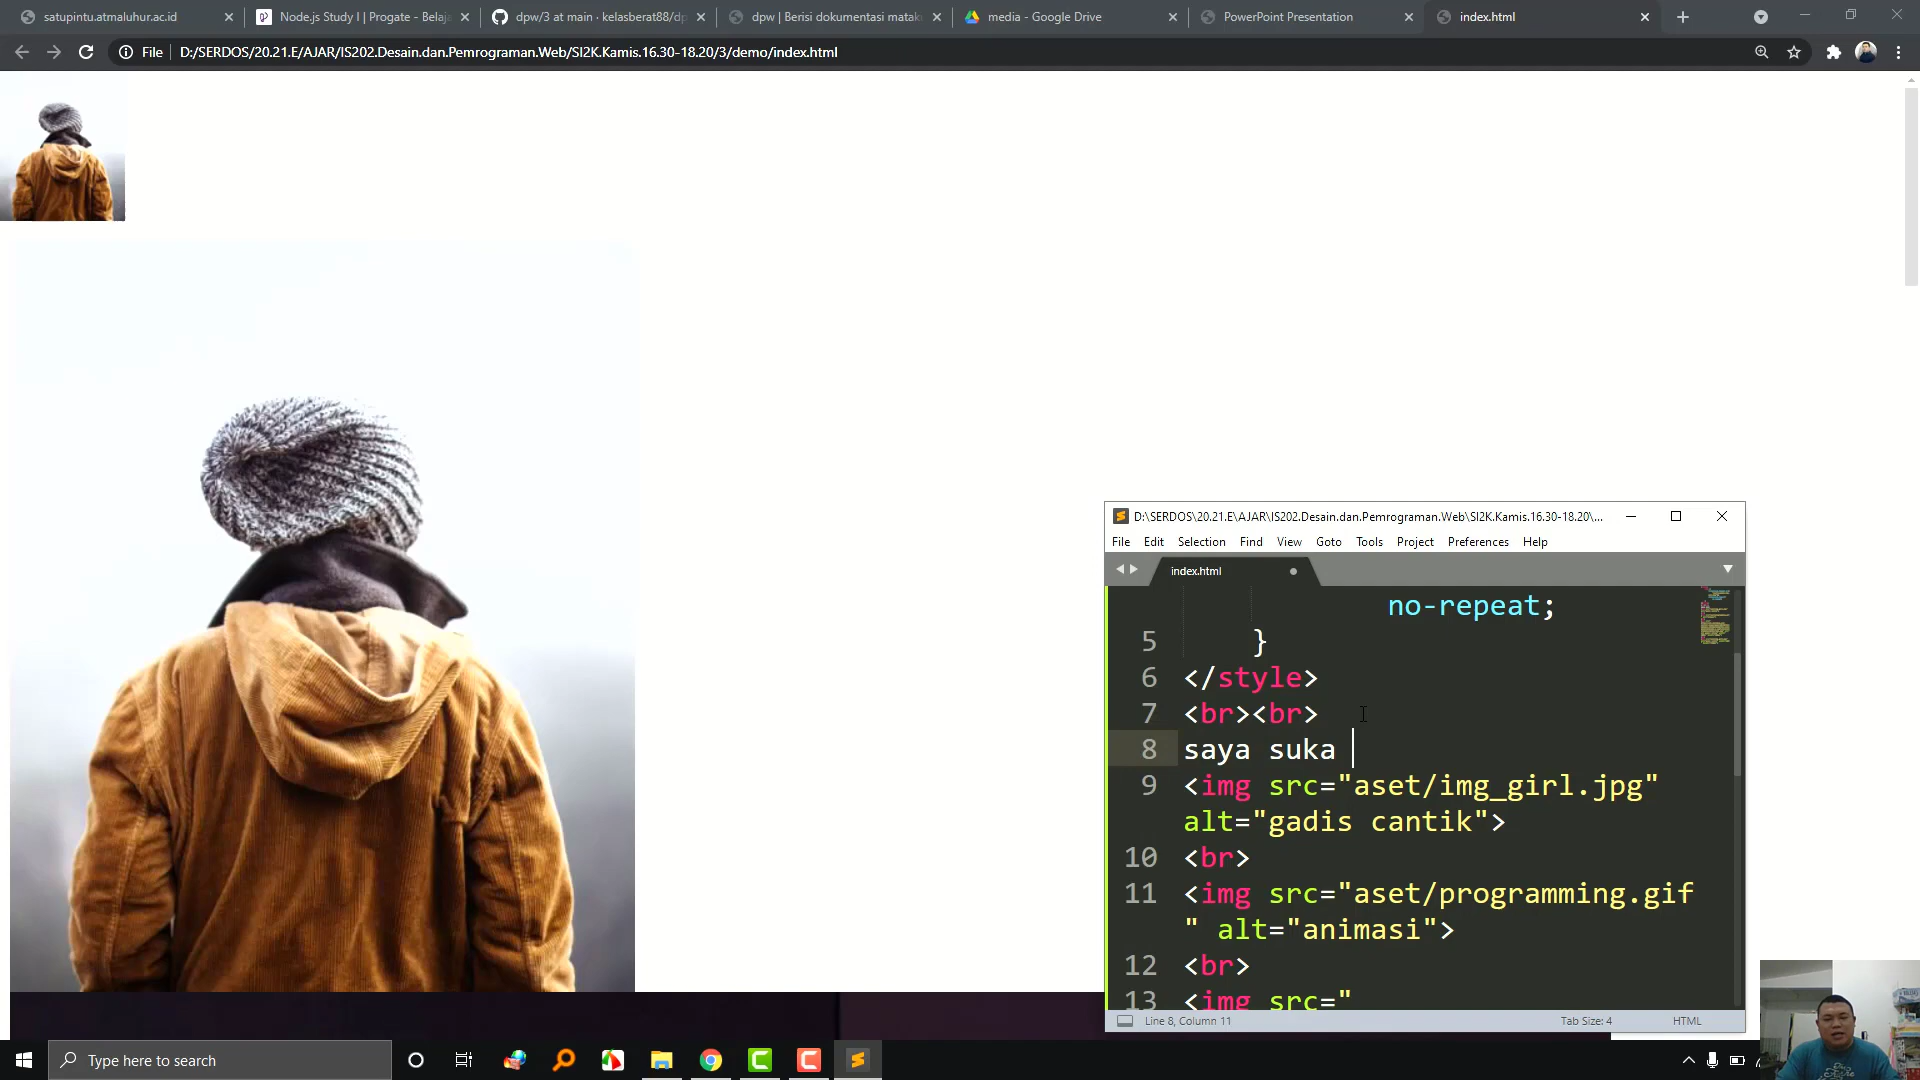 satupintu.atmaluhur.ac.id
Node.js Study I | Progate - Belaja
dpw/3 at main · kelasberat88/dp
dpw | Berisi dokumentasi mataku
media - Google Drive
PowerPoint Presentation
index.html
File
D:/SERDOS/20.21.E/AJAR/IS202.Desain.dan.Pemrograman.Web/SI2K.Kamis.16.30-18.20/3/demo/index.html
D:\SERDOS\20.21.E\AJAR\IS202.Desain.dan.Pemrograman.Web\SI2K.Kamis.16.30-18.20\...
File Edit Selection Find View Goto Tools Project Preferences Help
index.html
no-repeat;
5 }
6 </style>
7 <br><br>
8 saya suka
9 <img src="aset/img_girl.jpg"
alt="gadis cantik">
10 <br>
11 <img src="aset/programming.gif
" alt="animasi">
12 <br>
13 <img src="
Line 8, Column 11
Tab Size: 4
HTML
Type here to search